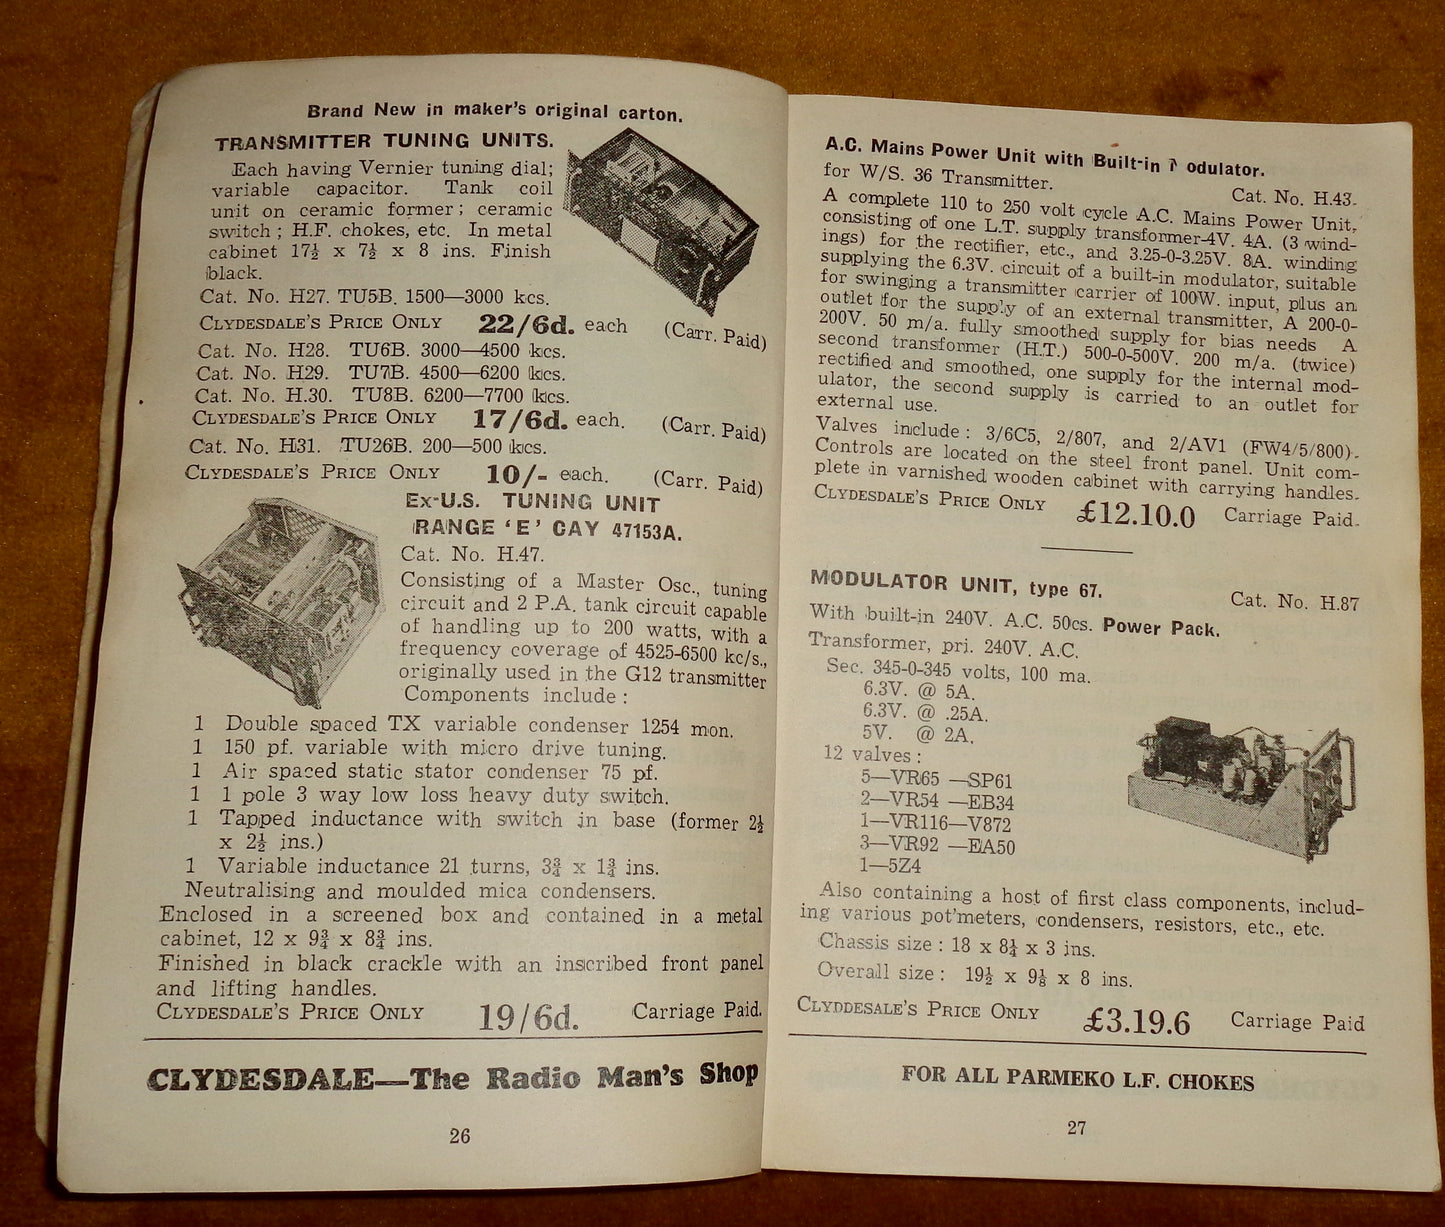 Brand New in maker's original carton.
TRANSMITTER TUNING UNITS.
Each having Vernier tuning dial;
variable capacitor. Tank coil
unit on ceramic former; ceramic
switch; H.F. chokes, etc. In metal
cabinet 17½ x 7½ x 8 ins. Finish
black.
Cat. No. H27. TU5B. 1500—3000 kcs.
CLYDESDALE'S PRICE ONLY 22/6d. each (Carr. Paid)
Cat. No. H28. TU6B. 3000—4500 kcs.
Cat. No. H29. TU7B. 4500—6200 kcs.
Cat. No. H.30. TU8B. 6200—7700 kcs.
CLYDESDALE'S PRICE ONLY 17/6d. each. (Carr. Paid)
Cat. No. H31. TU26B. 200—500 kcs.
CLYDESDALE'S PRICE ONLY 10/- each. (Carr. Paid)
Ex-U.S. TUNING UNIT
RANGE 'E' CAY 47153A.
Cat. No. H.47.
Consisting of a Master Osc., tuning
circuit and 2 P.A. tank circuit capable
of handling up to 200 watts, with a
frequency coverage of 4525-6500 kc/s.,
originally used in the G12 transmitter
Components include :
1 Double spaced TX variable condenser 1254 mon.
1 150 pf. variable with micro drive tuning.
1 Air spaced static stator condenser 75 pf.
1 1 pole 3 way low loss heavy duty switch.
1 Tapped inductance with switch in base (former 2½
x 2½ ins.)
1 Variable inductance 21 turns, 3¾ x 1¾ ins.
Neutralising and moulded mica condensers.
Enclosed in a screened box and contained in a metal
cabinet, 12 x 9¾ x 8¾ ins.
Finished in black crackle with an inscribed front panel
and lifting handles.
CLYDESDALE'S PRICE ONLY 19/6d. Carriage Paid.
CLYDESDALE—The Radio Man's Shop
26
A.C. Mains Power Unit with Built-in Modulator.
for W/S. 36 Transmitter. Cat. No. H.43.
A complete 110 to 250 volt cycle A.C. Mains Power Unit,
consisting of one L.T. supply transformer-4V. 4A. (3 wind-
ings) for the rectifier, etc., and 3.25-0-3.25V. 8A. winding
supplying the 6.3V. circuit of a built-in modulator, suitable
for swinging a transmitter carrier of 100W. input, plus an
outlet for the supply of an external transmitter, A 200-0-
200V. 50 m/a. fully smoothed supply for bias needs A
second transformer (H.T.) 500-0-500V. 200 m/a. (twice)
rectified and smoothed, one supply for the internal mod-
ulator, the second supply is carried to an outlet for
external use.
Valves include : 3/6C5, 2/807, and 2/AV1 (FW4/5/800).
Controls are located on the steel front panel. Unit com-
plete in varnished wooden cabinet with carrying handles.
CLYDESDALE'S PRICE ONLY £12.10.0 Carriage Paid.
MODULATOR UNIT, type 67.
Cat. No. H.87
With built-in 240V. A.C. 50cs. Power Pack.
Transformer, pri. 240V. A.C.
Sec. 345-0-345 volts, 100 ma.
6.3V. @ 5A.
6.3V. @ .25A.
5V. @ 2A.
12 valves :
5—VR65 —SP61
2—VR54 —EB34
1—VR116—V872
3—VR92 —EA50
1—5Z4
Also containing a host of first class components, includ-
ing various pot'meters, condensers, resistors, etc., etc.
Chassis size : 18 x 8¼ x 3 ins.
Overall size : 19½ x 9⅛ x 8 ins.
CLYDDESALE'S PRICE ONLY £3.19.6 Carriage Paid
FOR ALL PARMEKO L.F. CHOKES
27